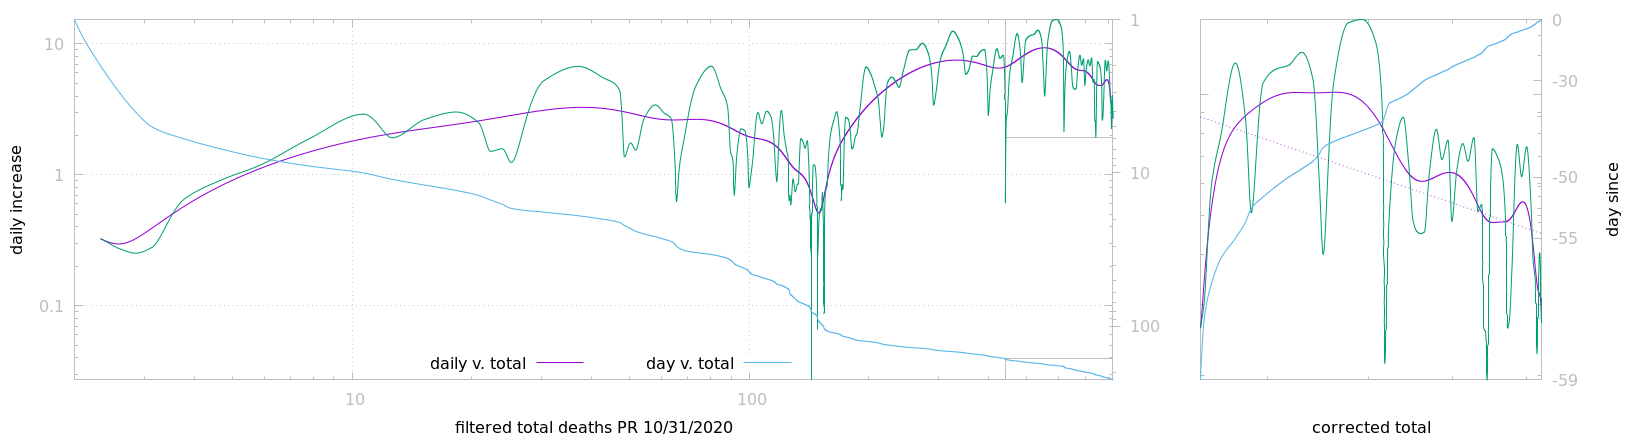 daily increase
10
1
0.1
10
100
1
10
100
daily v. total
day v. total
filtered total deaths PR 10/31/2020
0
-30
-50
-55
-59
day since
corrected total